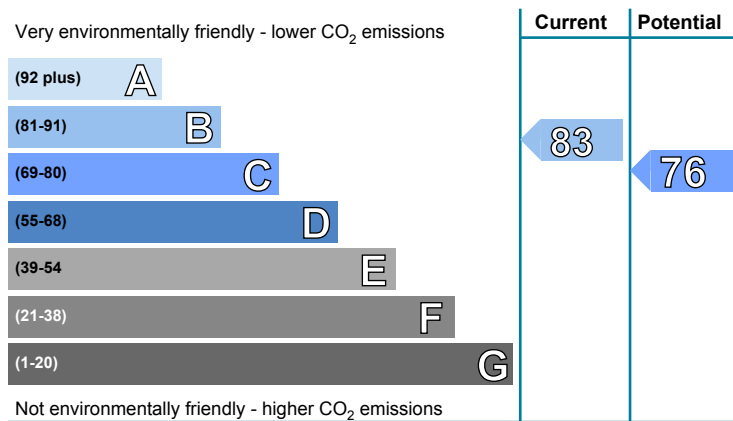 Very environmentally friendly - lower CO2 emissions
Current
Potential
(92 plus) A
(81-91) B
83
(69-80) C
76
(55-68) D
(39-54 E
(21-38) F
(1-20) G
Not environmentally friendly - higher CO2 emissions